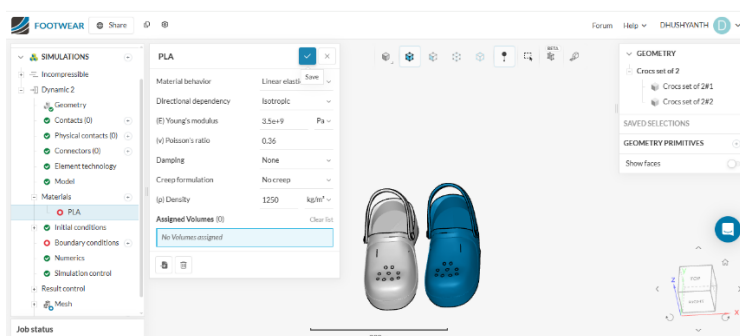 FOOTWEAR
Share
Forum
Help
DHUSHYANTH
D
SIMULATIONS
Incompressible
Dynamic 2
Geometry
Contacts (0)
Physical contacts (0)
Connectors (0)
Element technology
Model
Materials
PLA
Initial conditions
Boundary conditions
Numerics
Simulation control
Result control
Mesh
Job status
PLA
Save
Material behavior
Linear elastic
Directional dependency
Isotropic
(E) Young's modulus
3.5e+9
Pa
(v) Poisson's ratio
0.36
Damping
None
Creep formulation
No creep
(ρ) Density
1250
kg/m³
Assigned Volumes (0)
Clear list
No Volumes assigned
BETA
GEOMETRY
Crocs set of 2
Crocs set of 2#1
Crocs set of 2#2
SAVED SELECTIONS
GEOMETRY PRIMITIVES
Show faces
Z
TOP
X